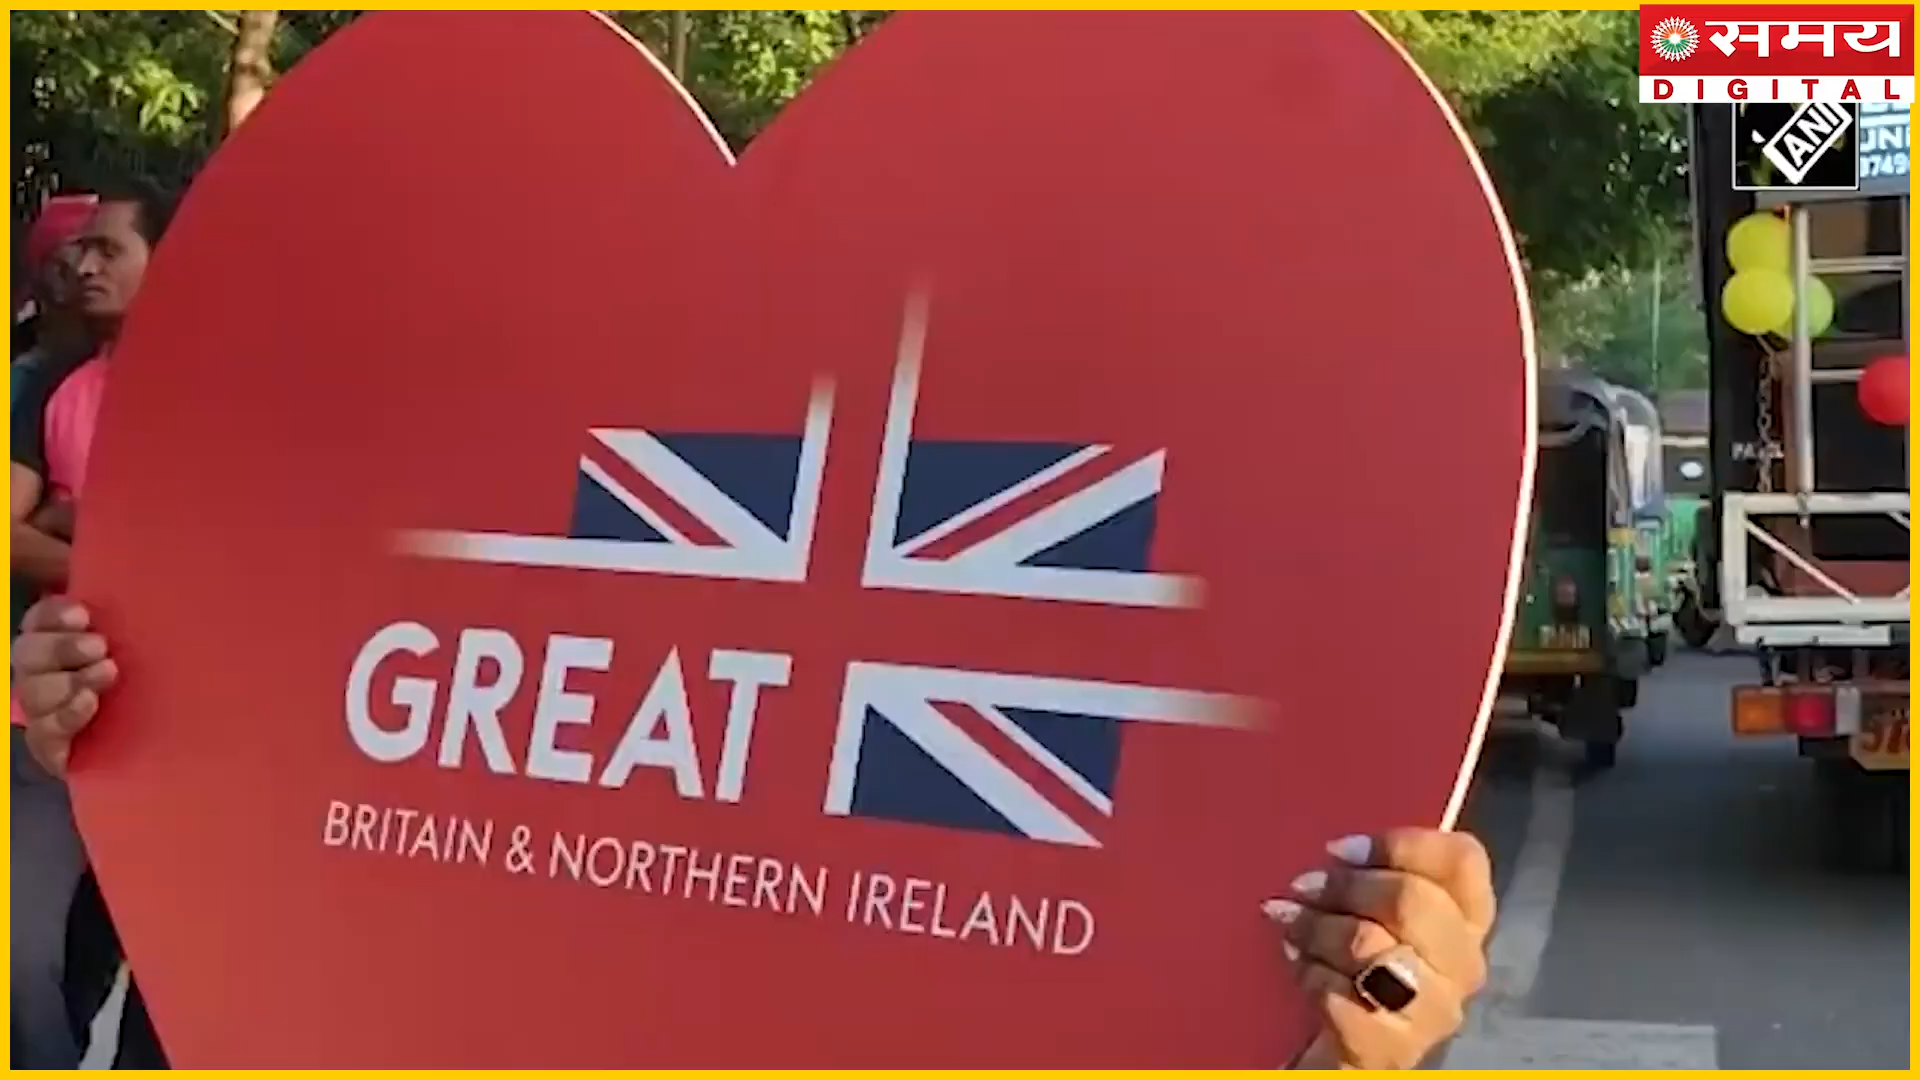 समय
DIGITAL
ANI
GREAT
BRITAIN & NORTHERN IRELAND